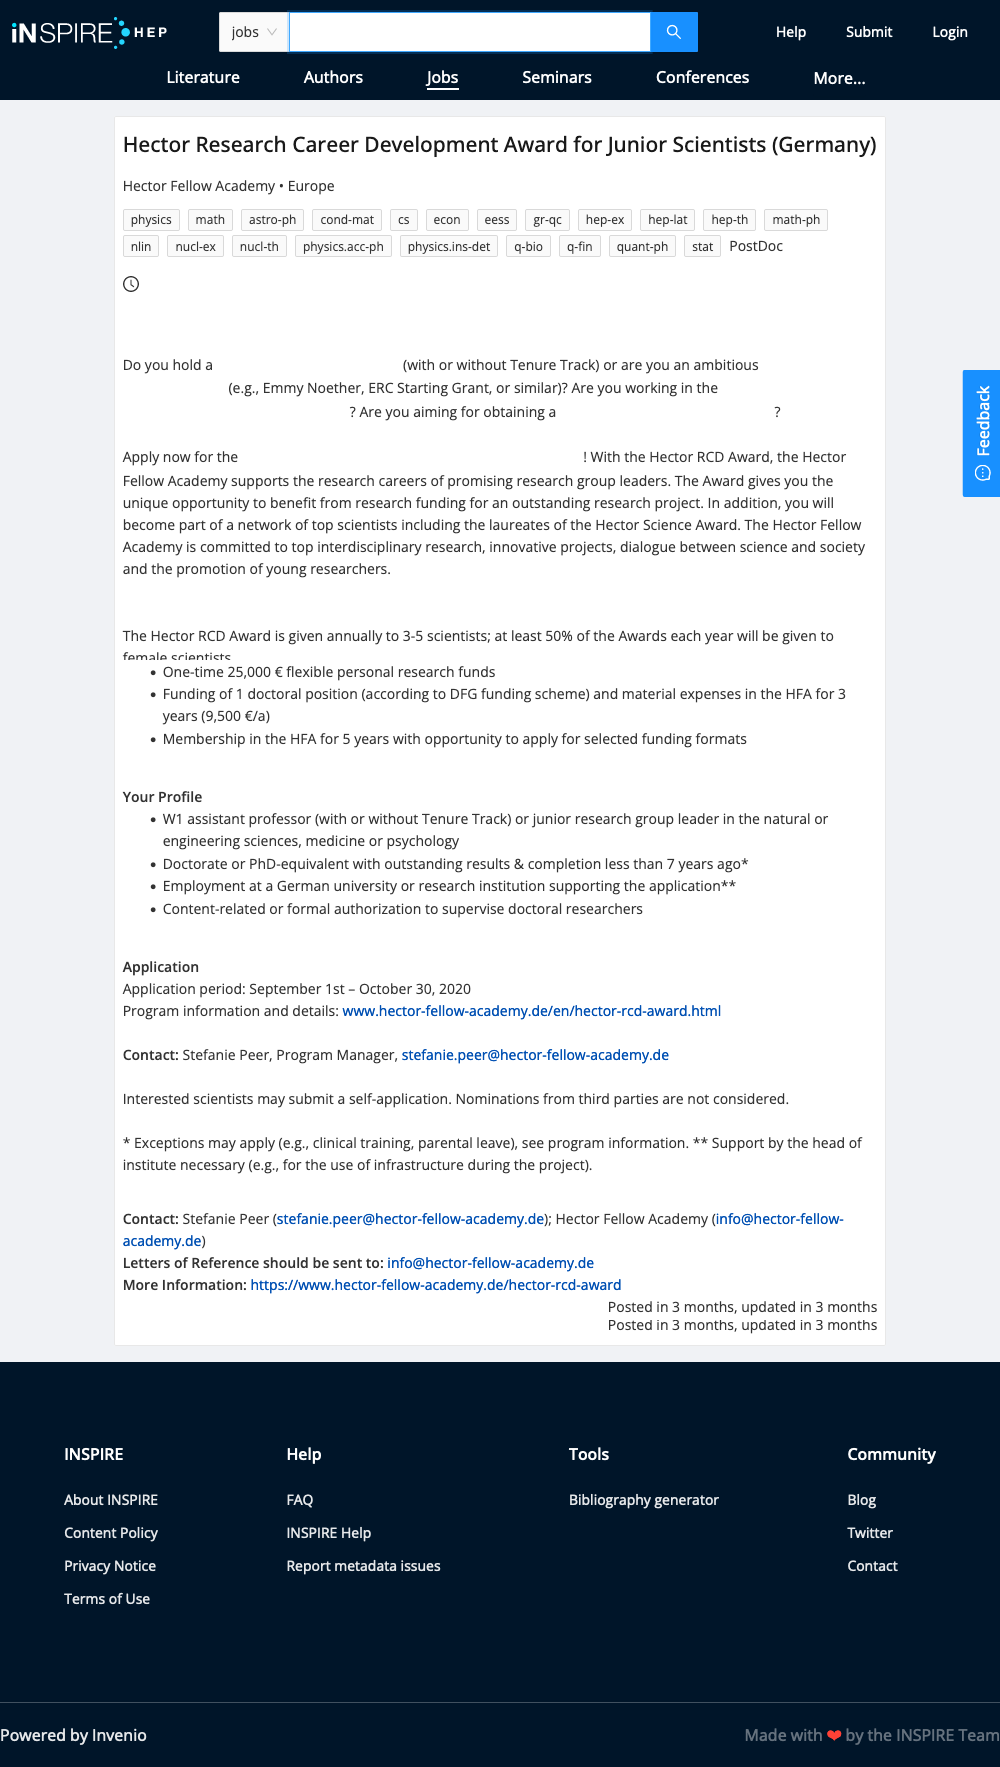 iNSPIRE HEP
jobs
Help Submit Login
Literature Authors Jobs Seminars Conferences More...
Hector Research Career Development Award for Junior Scientists (Germany)
Hector Fellow Academy • Europe
physics math astro-ph cond-mat cs econ eess gr-qc hep-ex hep-lat hep-th math-ph
nlin nucl-ex nucl-th physics.acc-ph physics.ins-det q-bio q-fin quant-ph stat PostDoc
Do you hold a (with or without Tenure Track) or are you an ambitious
(e.g., Emmy Noether, ERC Starting Grant, or similar)? Are you working in the
? Are you aiming for obtaining a ?
Feedback
Apply now for the ! With the Hector RCD Award, the Hector
Fellow Academy supports the research careers of promising research group leaders. The Award gives you the
unique opportunity to benefit from research funding for an outstanding research project. In addition, you will
become part of a network of top scientists including the laureates of the Hector Science Award. The Hector Fellow
Academy is committed to top interdisciplinary research, innovative projects, dialogue between science and society
and the promotion of young researchers.
The Hector RCD Award is given annually to 3-5 scientists; at least 50% of the Awards each year will be given to
female scientists
• One-time 25,000 € flexible personal research funds
• Funding of 1 doctoral position (according to DFG funding scheme) and material expenses in the HFA for 3
years (9,500 €/a)
• Membership in the HFA for 5 years with opportunity to apply for selected funding formats
Your Profile
• W1 assistant professor (with or without Tenure Track) or junior research group leader in the natural or
engineering sciences, medicine or psychology
• Doctorate or PhD-equivalent with outstanding results & completion less than 7 years ago*
• Employment at a German university or research institution supporting the application**
• Content-related or formal authorization to supervise doctoral researchers
Application
Application period: September 1st – October 30, 2020
Program information and details: www.hector-fellow-academy.de/en/hector-rcd-award.html
Contact: Stefanie Peer, Program Manager, stefanie.peer@hector-fellow-academy.de
Interested scientists may submit a self-application. Nominations from third parties are not considered.
* Exceptions may apply (e.g., clinical training, parental leave), see program information. ** Support by the head of
institute necessary (e.g., for the use of infrastructure during the project).
Contact: Stefanie Peer (stefanie.peer@hector-fellow-academy.de); Hector Fellow Academy (info@hector-fellow-
academy.de)
Letters of Reference should be sent to: info@hector-fellow-academy.de
More Information: https://www.hector-fellow-academy.de/hector-rcd-award
Posted in 3 months, updated in 3 months
Posted in 3 months, updated in 3 months
INSPIRE Help Tools Community
About INSPIRE FAQ Bibliography generator Blog
Content Policy INSPIRE Help Twitter
Privacy Notice Report metadata issues Contact
Terms of Use
Powered by Invenio Made with ❤ by the INSPIRE Team